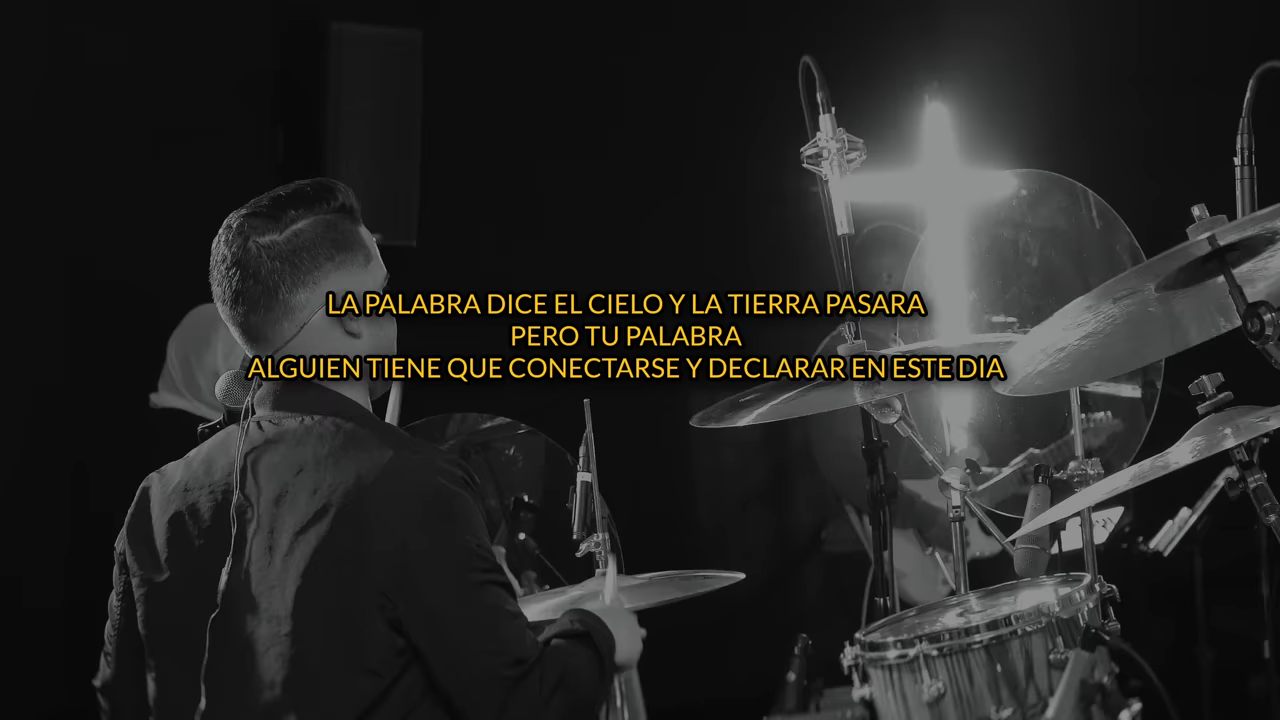 LA PALABRA DICE EL CIELO Y LA TIERRA PASARA
PERO TU PALABRA
ALGUIEN TIENE QUE CONECTARSE Y DECLARAR EN ESTE DIA